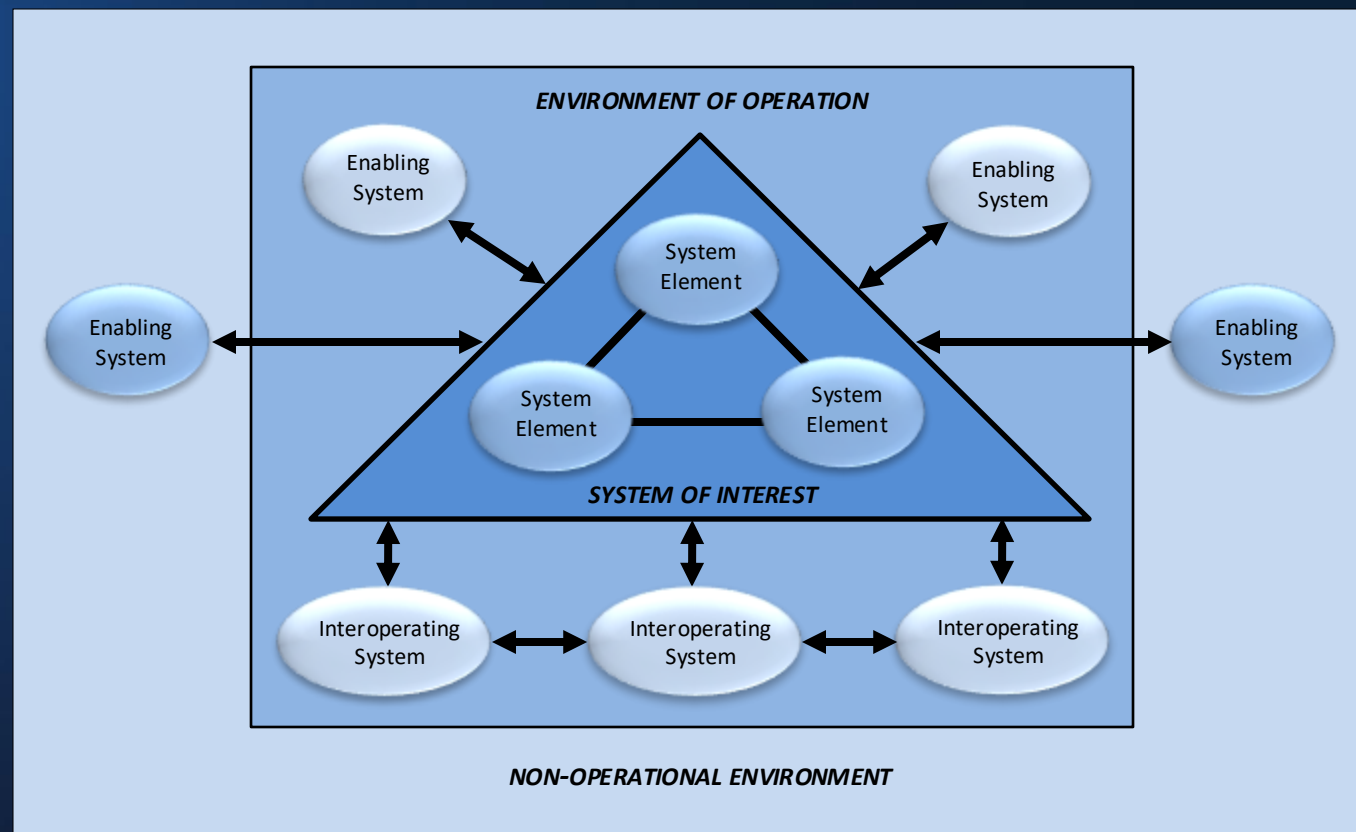 ENVIRONMENT OF OPERATION
Enabling
System
Enabling
System
System
Element
Enabling
System
Enabling
System
System
Element
System
Element
SYSTEM OF INTEREST
Interoperating
System
Interoperating
System
Interoperating
System
NON-OPERATIONAL ENVIRONMENT